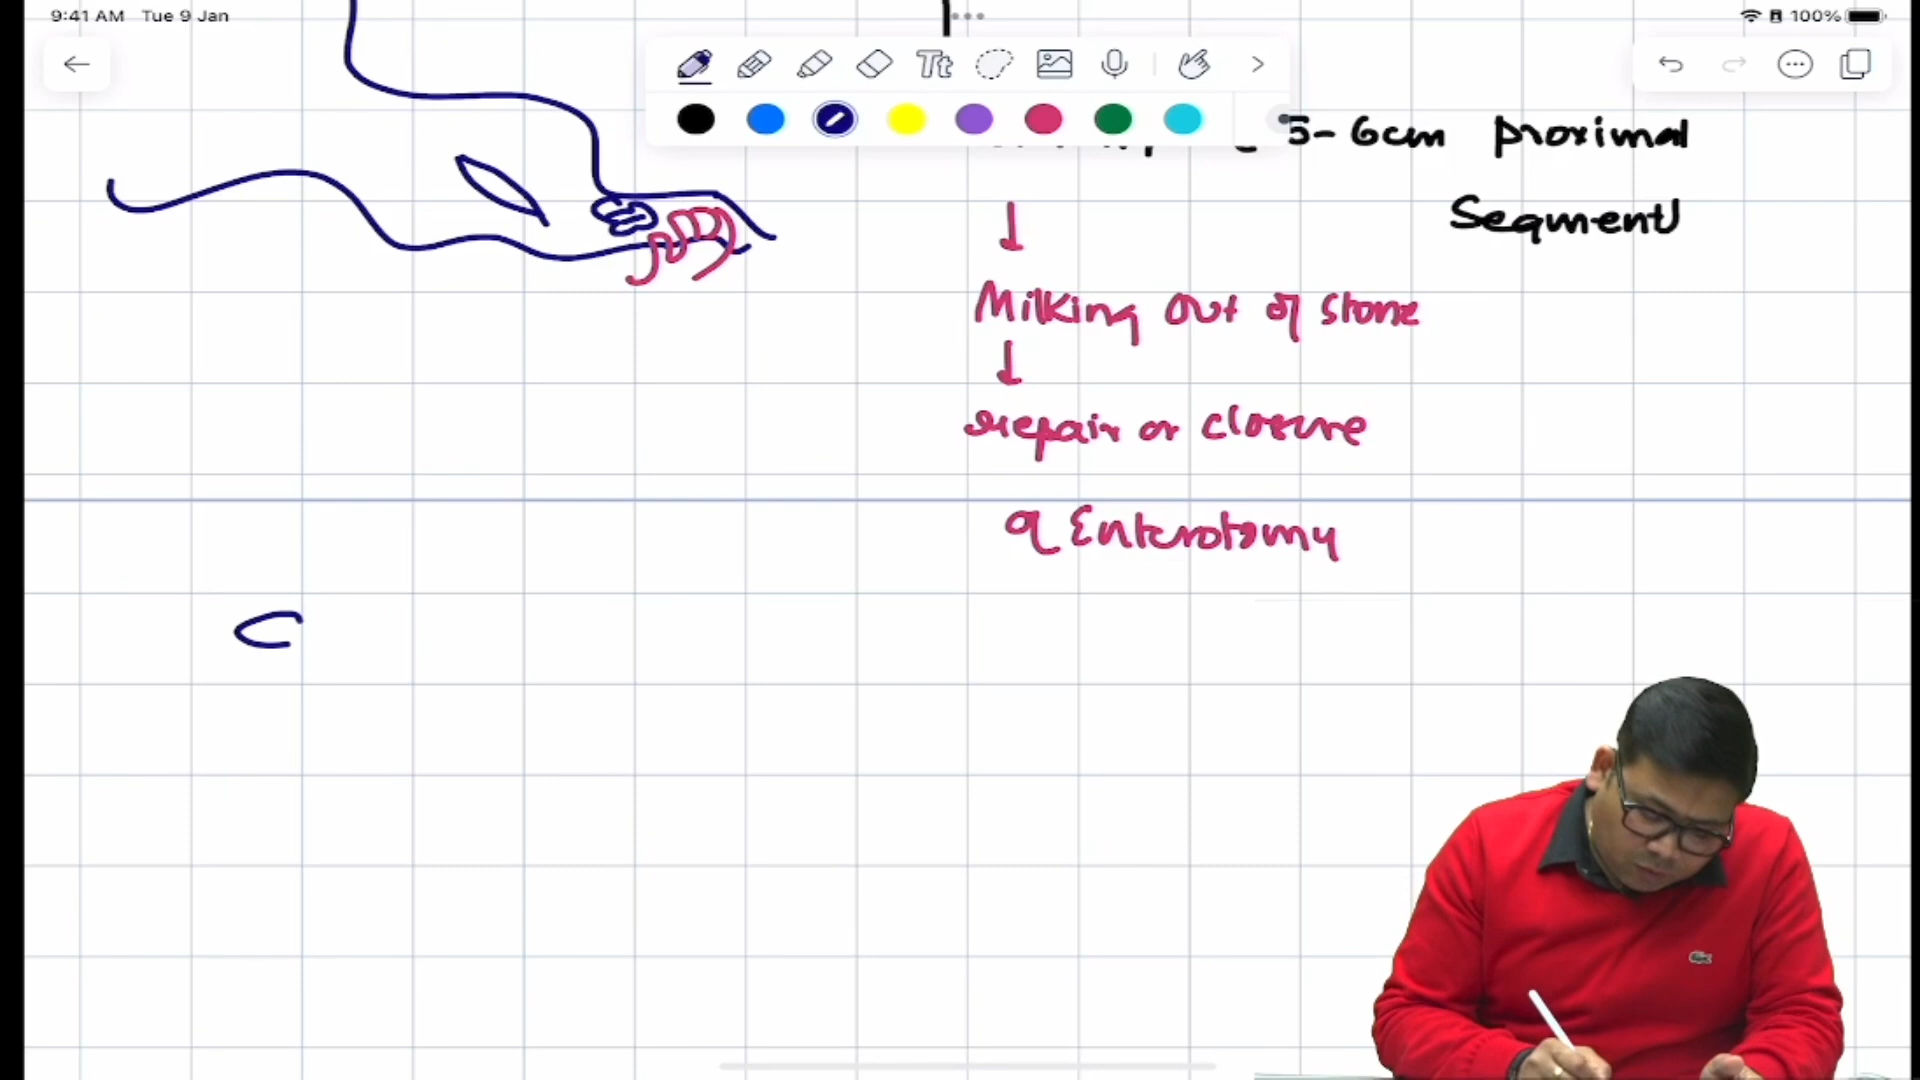 9:41 AM Tue 9 Jan
100%
Tt
5-6cm proximal
Segment
Milking out of stone
repair or closure
of Enterotomy